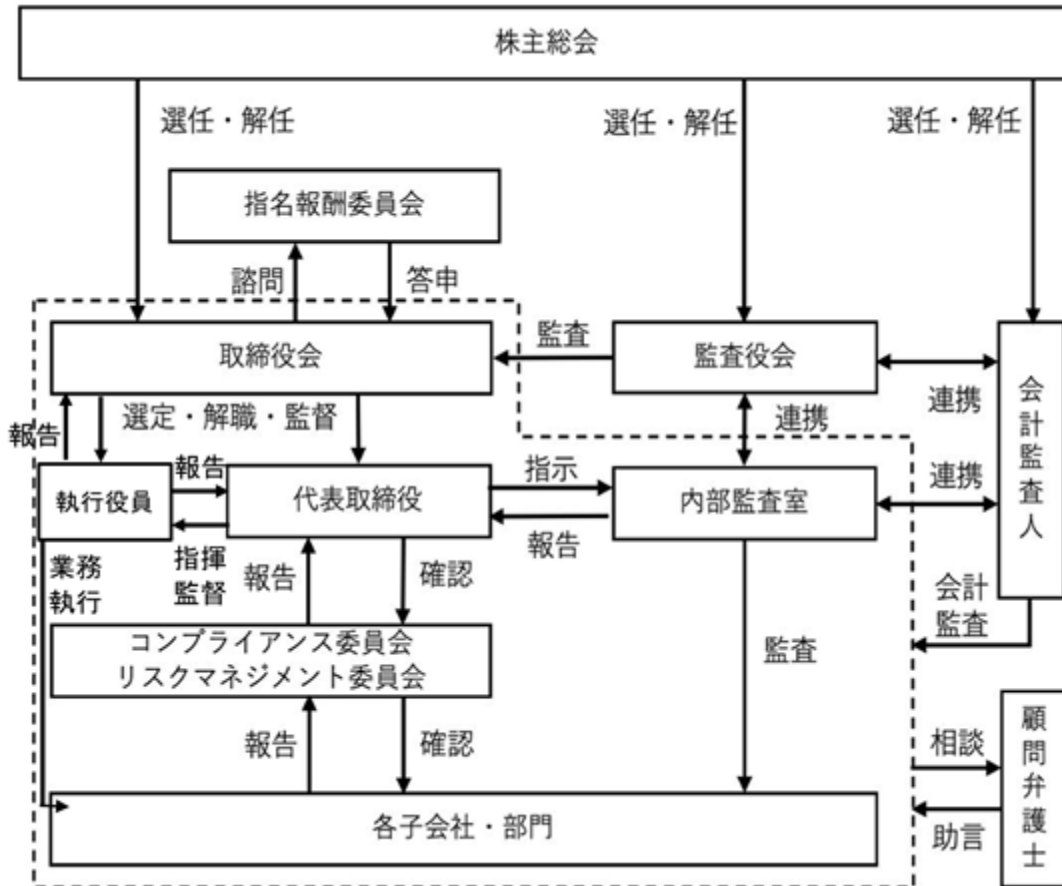 株主総会
選任・解任
選任・解任
選任・解任
指名報酬委員会
諮問
答申
取締役会
監査
監査役会
連携
会計監査人
報告
選定・解職・監督
連携
執行役員
報告
指揮
監督
代表取締役
指示
報告
内部監査室
連携
業務
執行
報告
確認
会計
監査
コンプライアンス委員会
リスクマネジメント委員会
監査
報告
確認
相談
助言
顧問弁護士
各子会社・部門